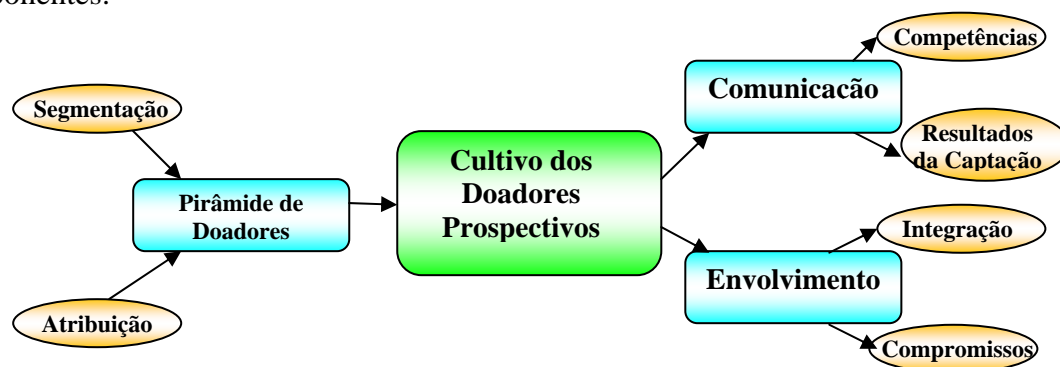 ponentes:
Segmentação
Atribuição
Pirâmide de
Doadores
Cultivo dos
Doadores
Prospectivos
Comunicacão
Envolvimento
Competências
Resultados
da Captação
Integração
Compromissos